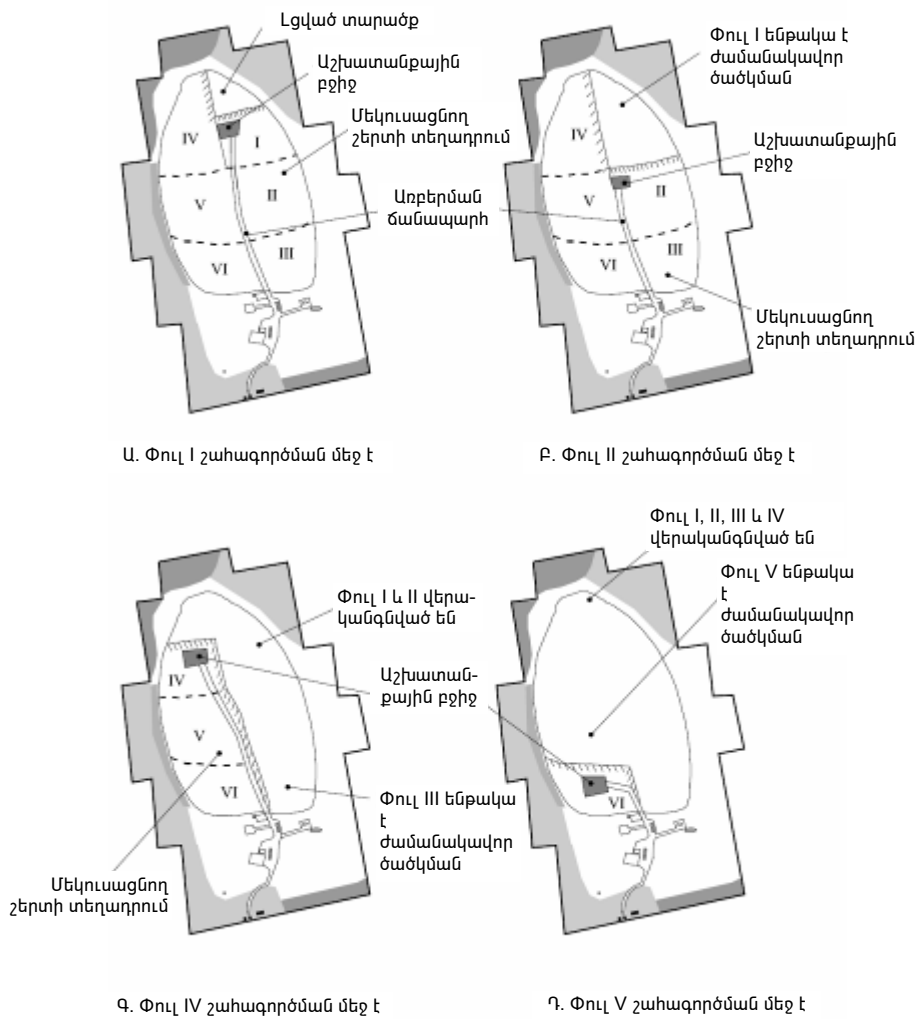 Լցված տարածք
Աշխատանքային
բջիջ
Մեկուսացնող
շերտի տեղադրում
Առբերման
ճանապարհ
IV
I
V
II
VI
III
Ա. Փուլ I շահագործման մեջ է
Փուլ I ենթակա է
ժամանակավոր
ծածկման
Աշխատանքային
բջիջ
IV
V
II
VI
III
Մեկուսացնող
շերտի տեղադրում
Բ. Փուլ II շահագործման մեջ է
Փուլ I և II վերա-
կանգնված են
Աշխատան-
քային բջիջ
IV
V
VI
Փուլ III ենթակա
է
ժամանակավոր
ծածկման
Մեկուսացնող
շերտի տեղադրում
Գ. Փուլ IV շահագործման մեջ է
Փուլ I, II, III և IV
վերականգնված են
Փուլ V ենթակա
է
ժամանակավոր
ծածկման
VI
Դ. Փուլ V շահագործման մեջ է